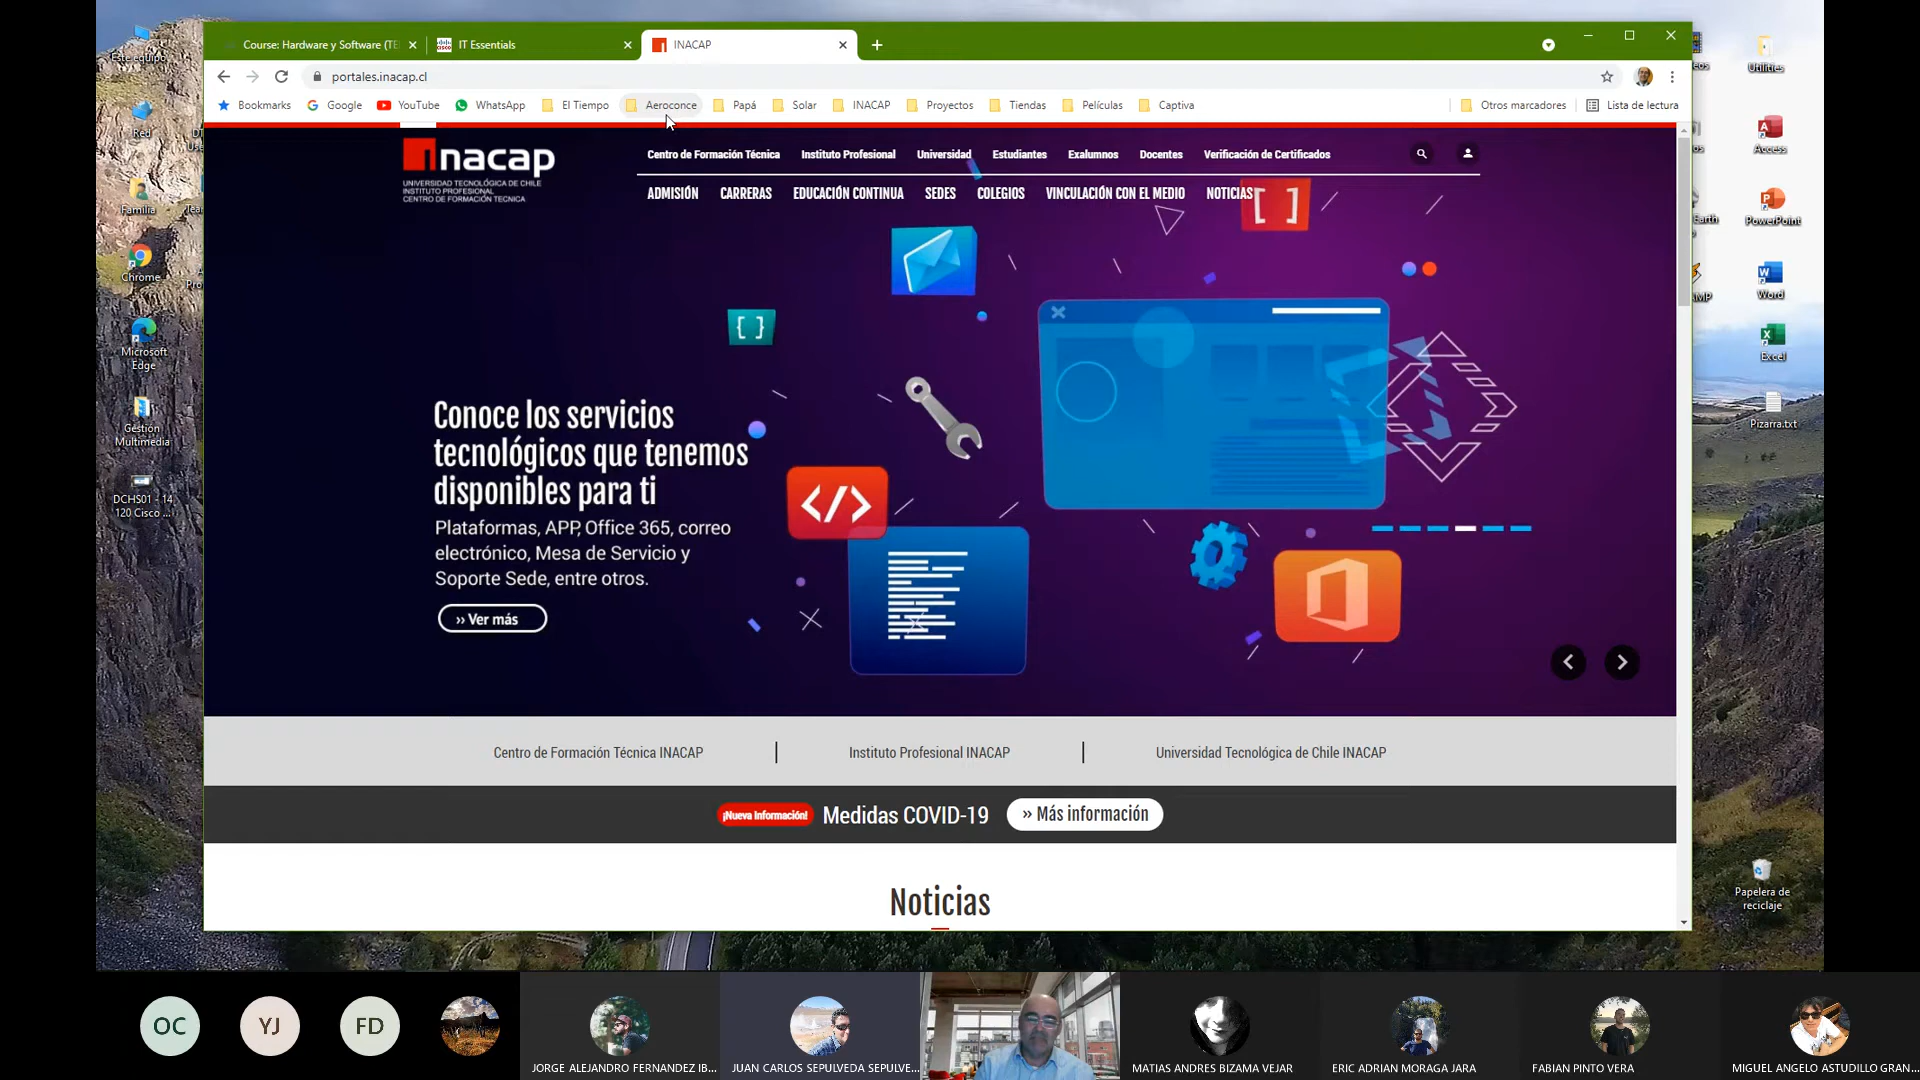 Course: Hardware y Software (TE
IT Essentials
INACAP
portales.inacap.cl
Bookmarks
Google
YouTube
WhatsApp
El Tiempo
Aeroconce
Papá
Solar
INACAP
Proyectos
Tiendas
Películas
Captiva
Otros marcadores
Lista de lectura
inacap
UNIVERSIDAD TECNOLÓGICA DE CHILE
INSTITUTO PROFESIONAL
CENTRO DE FORMACIÓN TÉCNICA
Centro de Formación Técnica
Instituto Profesional
Universidad
Estudiantes
Exalumnos
Docentes
Verificación de Certificados
ADMISIÓN
CARRERAS
EDUCACIÓN CONTINUA
SEDES
COLEGIOS
VINCULACIÓN CON EL MEDIO
NOTICIAS
Conoce los servicios
tecnológicos que tenemos
disponibles para ti
Plataformas, APP, Office 365, correo
electrónico, Mesa de Servicio y
Soporte Sede, entre otros.
›› Ver más
Centro de Formación Técnica INACAP
Instituto Profesional INACAP
Universidad Tecnológica de Chile INACAP
¡Nueva Información!
Medidas COVID-19
» Más información
Noticias
Este equipo
Red
Familia
Chrome
Microsoft
Edge
Gestión
Multimedia
DCHS01 - 14
120 Cisco ...
Utilities
Access
PowerPoint
Word
Excel
Pizarra.txt
Papelera de
reciclaje
OC
YJ
FD
JORGE ALEJANDRO FERNANDEZ IB...
JUAN CARLOS SEPULVEDA SEPULVE...
MATIAS ANDRES BIZAMA VEJAR
ERIC ADRIAN MORAGA JARA
FABIAN PINTO VERA
MIGUEL ANGELO ASTUDILLO GRAN...